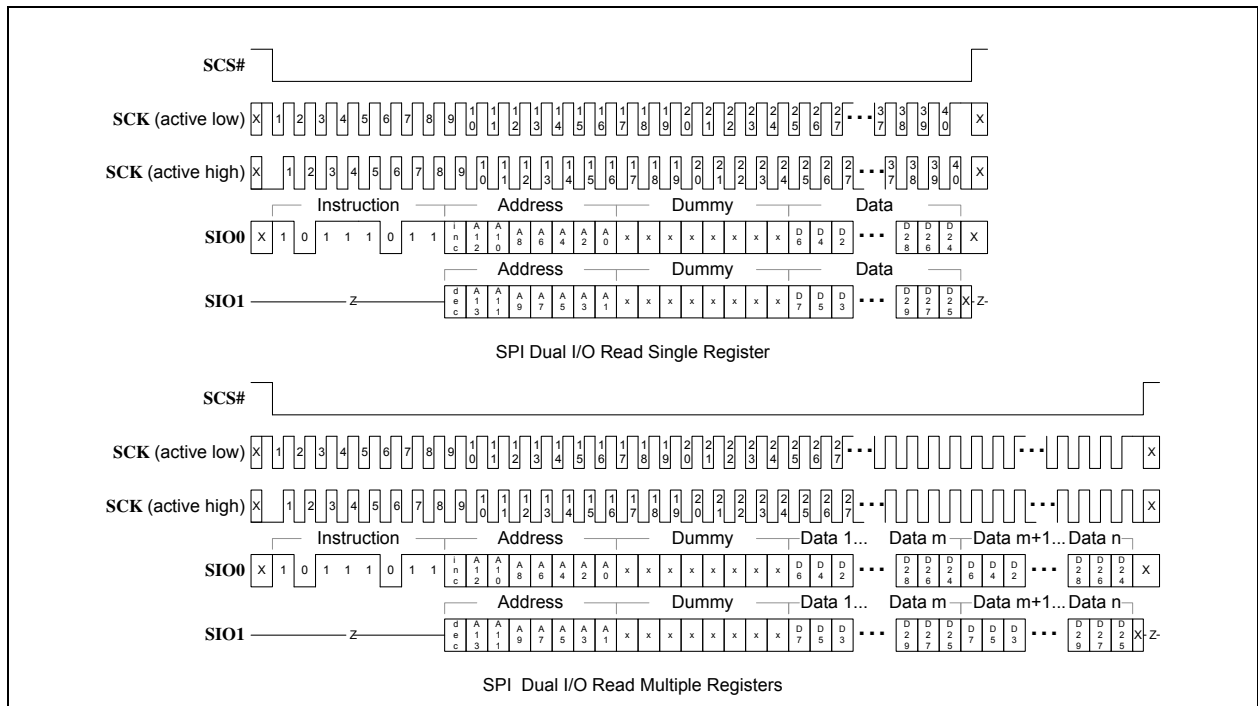 SCS#
SCK (active low) X 1 2 3 4 5 6 7 8 9 10 11 12 13 14 15 16 17 18 19 20 21 22 23 24 25 26 27 ... 37 38 39 40 X
SCK (active high) X 1 2 3 4 5 6 7 8 9 10 11 12 13 14 15 16 17 18 19 20 21 22 23 24 25 26 27 ... 37 38 39 40 X
Instruction Address Dummy Data
SIO0 X 1 0 1 1 1 0 1 1 inc A12 A10 A8 A6 A4 A2 A0 x x x x x x x x D6 D4 D2 ... D28 D26 D24 X
Address Dummy Data
SIO1 Z dec A13 A11 A9 A7 A5 A3 A1 x x x x x x x x D7 D5 D3 ... D29 D27 D25 X -Z-
SPI Dual I/O Read Single Register
SCS#
SCK (active low) X 1 2 3 4 5 6 7 8 9 10 11 12 13 14 15 16 17 18 19 20 21 22 23 24 25 26 27 ... ... X
SCK (active high) X 1 2 3 4 5 6 7 8 9 10 11 12 13 14 15 16 17 18 19 20 21 22 23 24 25 26 27 ... ... X
Instruction Address Dummy Data 1... Data m Data m+1... Data n
SIO0 X 1 0 1 1 1 0 1 1 inc A12 A10 A8 A6 A4 A2 A0 x x x x x x x x D6 D4 D2 ... D28 D26 D24 D6 D4 D2 ... D28 D26 D24 X
Address Dummy Data 1... Data m Data m+1... Data n
SIO1 Z dec A13 A11 A9 A7 A5 A3 A1 x x x x x x x x D7 D5 D3 ... D29 D27 D25 D7 D5 D3 ... D29 D27 D25 X -Z-
SPI Dual I/O Read Multiple Registers